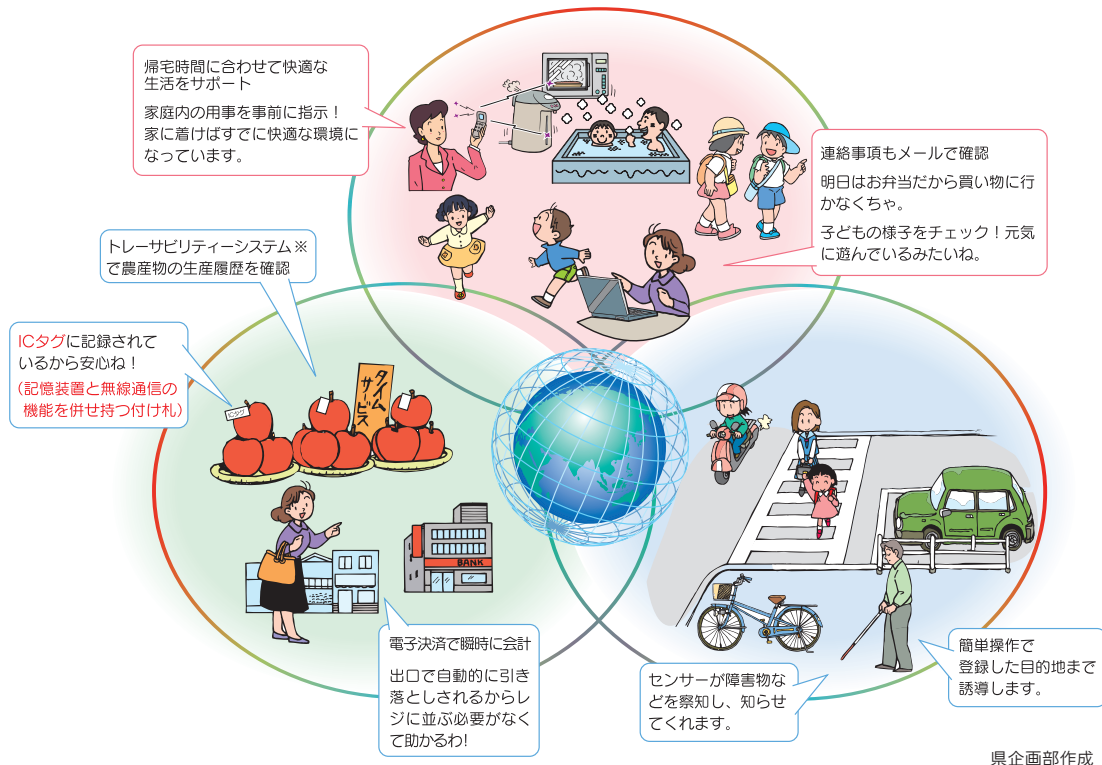 帰宅時間に合わせて快適な
生活をサポート
家庭内の用事を事前に指示！
家に着けばすでに快適な環境に
なっています。
連絡事項もメールで確認
明日はお弁当だから買い物に行
かなくちゃ。
子どもの様子をチェック！元気
に遊んでいるみたいね。
トレーサビリティーシステム※
で農産物の生産履歴を確認
ICタグに記録されて
いるから安心ね！
（記憶装置と無線通信の
機能を併せ持つ付け札）
タイム
サービス
ICタグ
BANK
電子決済で瞬時に会計
出口で自動的に引き
落としされるからレ
ジに並ぶ必要がなく
て助かるわ!
センサーが障害物な
どを察知し、知らせ
てくれます。
簡単操作で
登録した目的地まで
誘導します。
県企画部作成